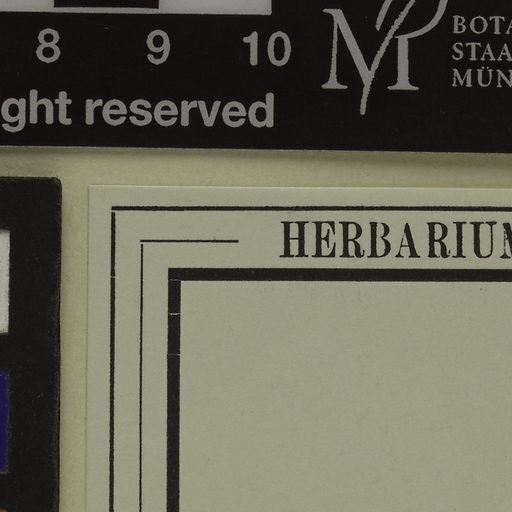 8 9 10
M
BOTA
STAA
MÜN
ght reserved
HERBARIUM